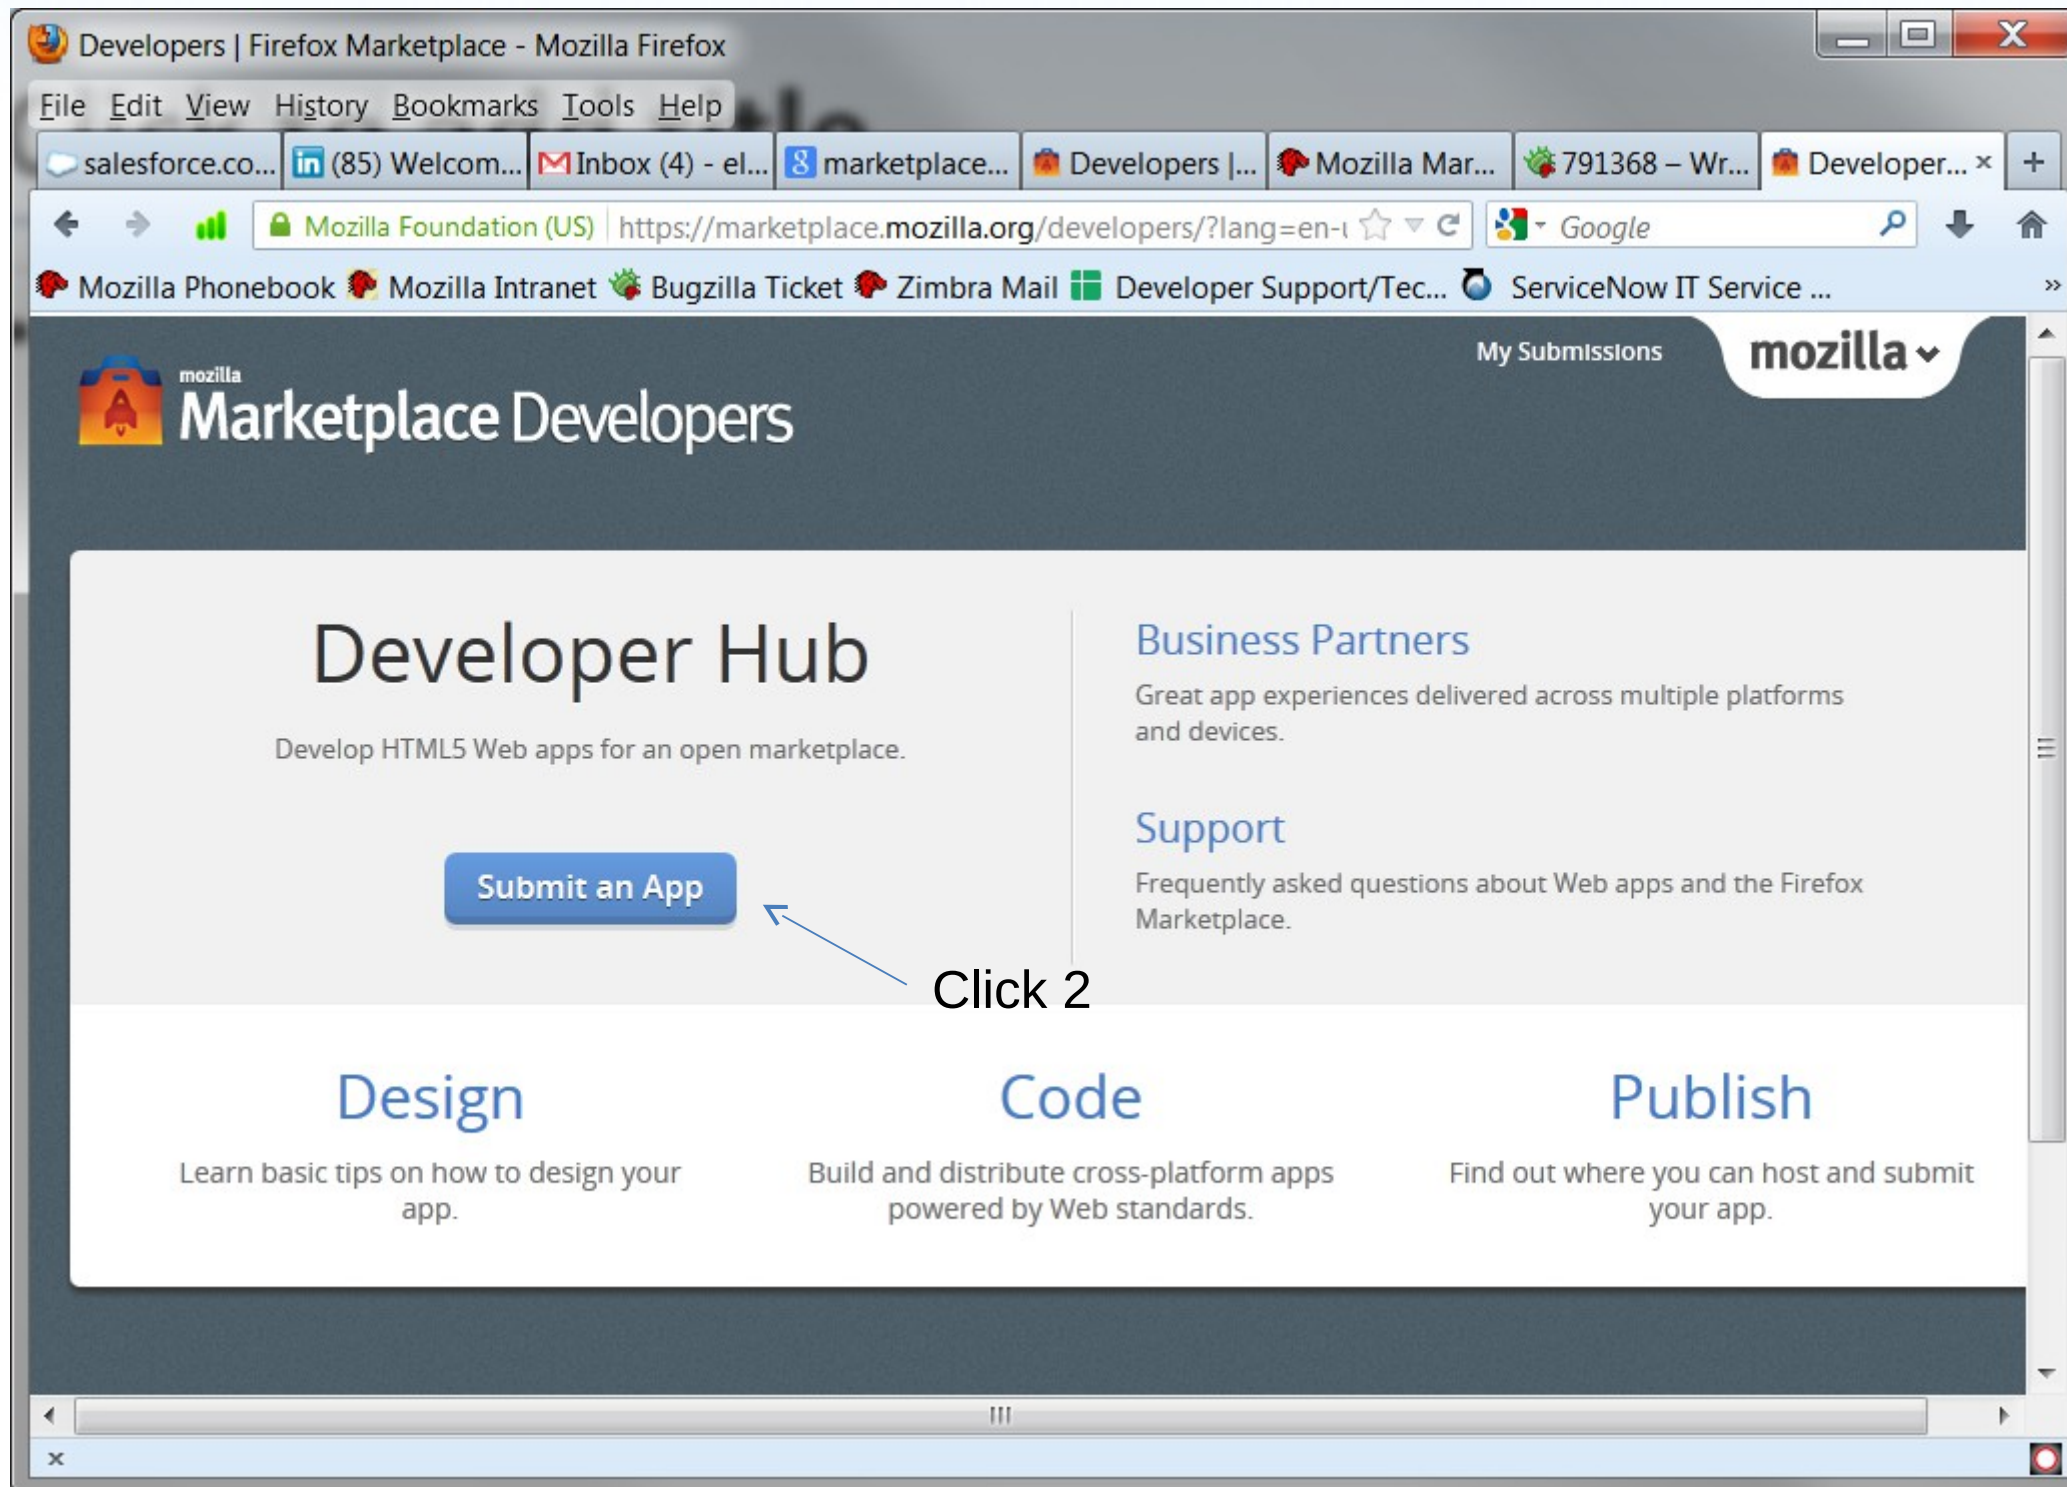 Developers | Firefox Marketplace - Mozilla Firefox
File Edit View History Bookmarks Tools Help
salesforce.co... (85) Welcom... Inbox (4) - el... marketplace... Developers |... Mozilla Mar... 791368 – Wr... Developer...
Mozilla Foundation (US) https://marketplace.mozilla.org/developers/?lang=en-u Google
Mozilla Phonebook Mozilla Intranet Bugzilla Ticket Zimbra Mail Developer Support/Tec... ServiceNow IT Service ...
My Submissions mozilla
mozilla
Marketplace Developers
Developer Hub
Develop HTML5 Web apps for an open marketplace.
Submit an App
Business Partners
Great app experiences delivered across multiple platforms
and devices.
Support
Frequently asked questions about Web apps and the Firefox
Marketplace.
Click 2
Design
Learn basic tips on how to design your
app.
Code
Build and distribute cross-platform apps
powered by Web standards.
Publish
Find out where you can host and submit
your app.